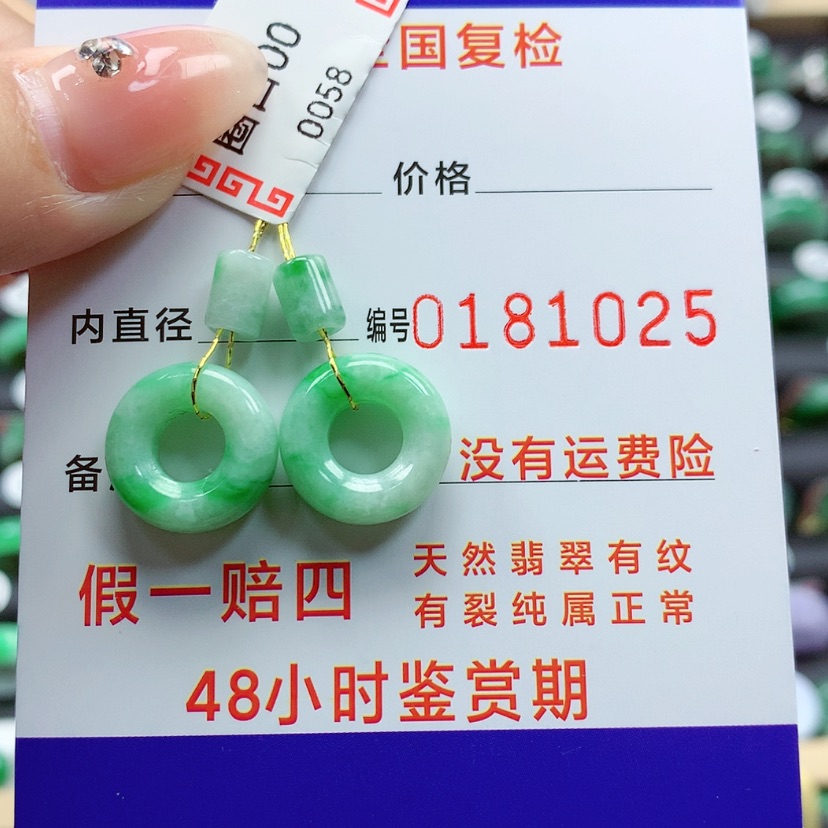 00
0058
国复检
价格
内直径
编号0181025
备
没有运费险
假一赔四
天然翡翠有纹
有裂纯属正常
48小时鉴赏期